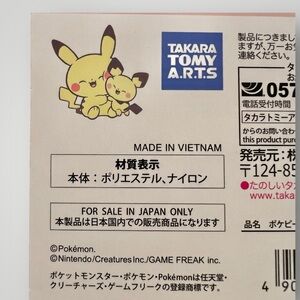 TAKARA
TOMY
A.R.T.S
製品につきまし
ますが、万一お
連絡ください。
057
電話受付時間
タカラトミーア
からのお問い合わ
this product purc
MADE IN VIETNAM
材質表示
本体：ポリエステル、ナイロン
発売元：株
〒124-85
●たのしいタカ
www.taka
FOR SALE IN JAPAN ONLY
本製品は日本国内での販売商品になります
品名 ポケピー
©Pokémon.
©Nintendo/Creatures Inc./GAME FREAK inc.
ポケットモンスター・ポケモン・Pokémonは任天堂・
クリーチャーズ・ゲームフリークの登録商標です。
4 90